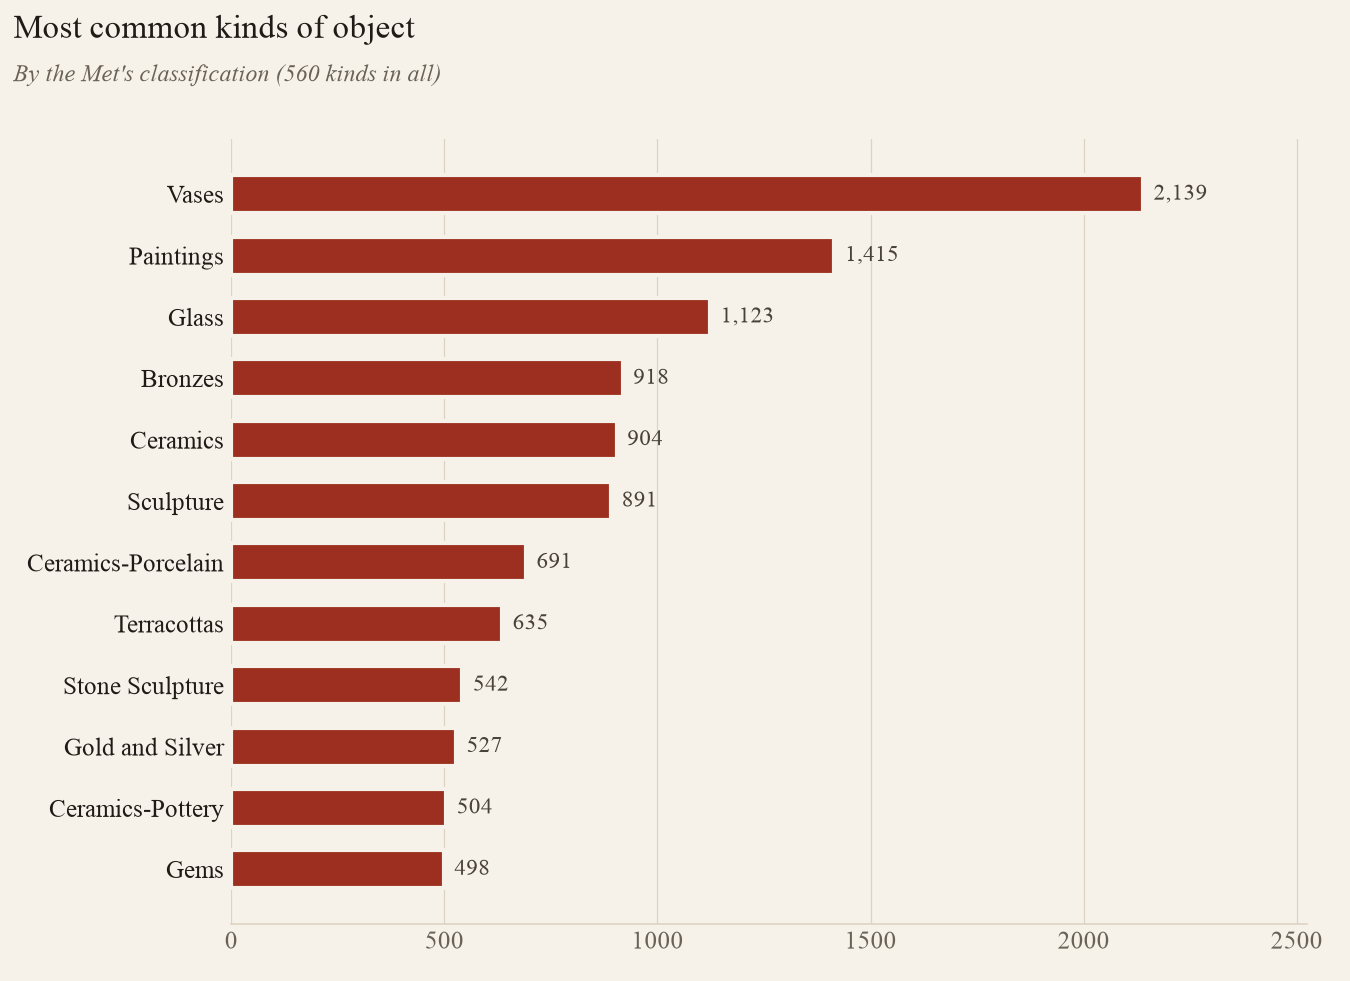 Most common kinds of object
By the Met's classification (560 kinds in all)
Vases 2,139
Paintings 1,415
Glass 1,123
Bronzes 918
Ceramics 904
Sculpture 891
Ceramics-Porcelain 691
Terracottas 635
Stone Sculpture 542
Gold and Silver 527
Ceramics-Pottery 504
Gems 498
0 500 1000 1500 2000 2500